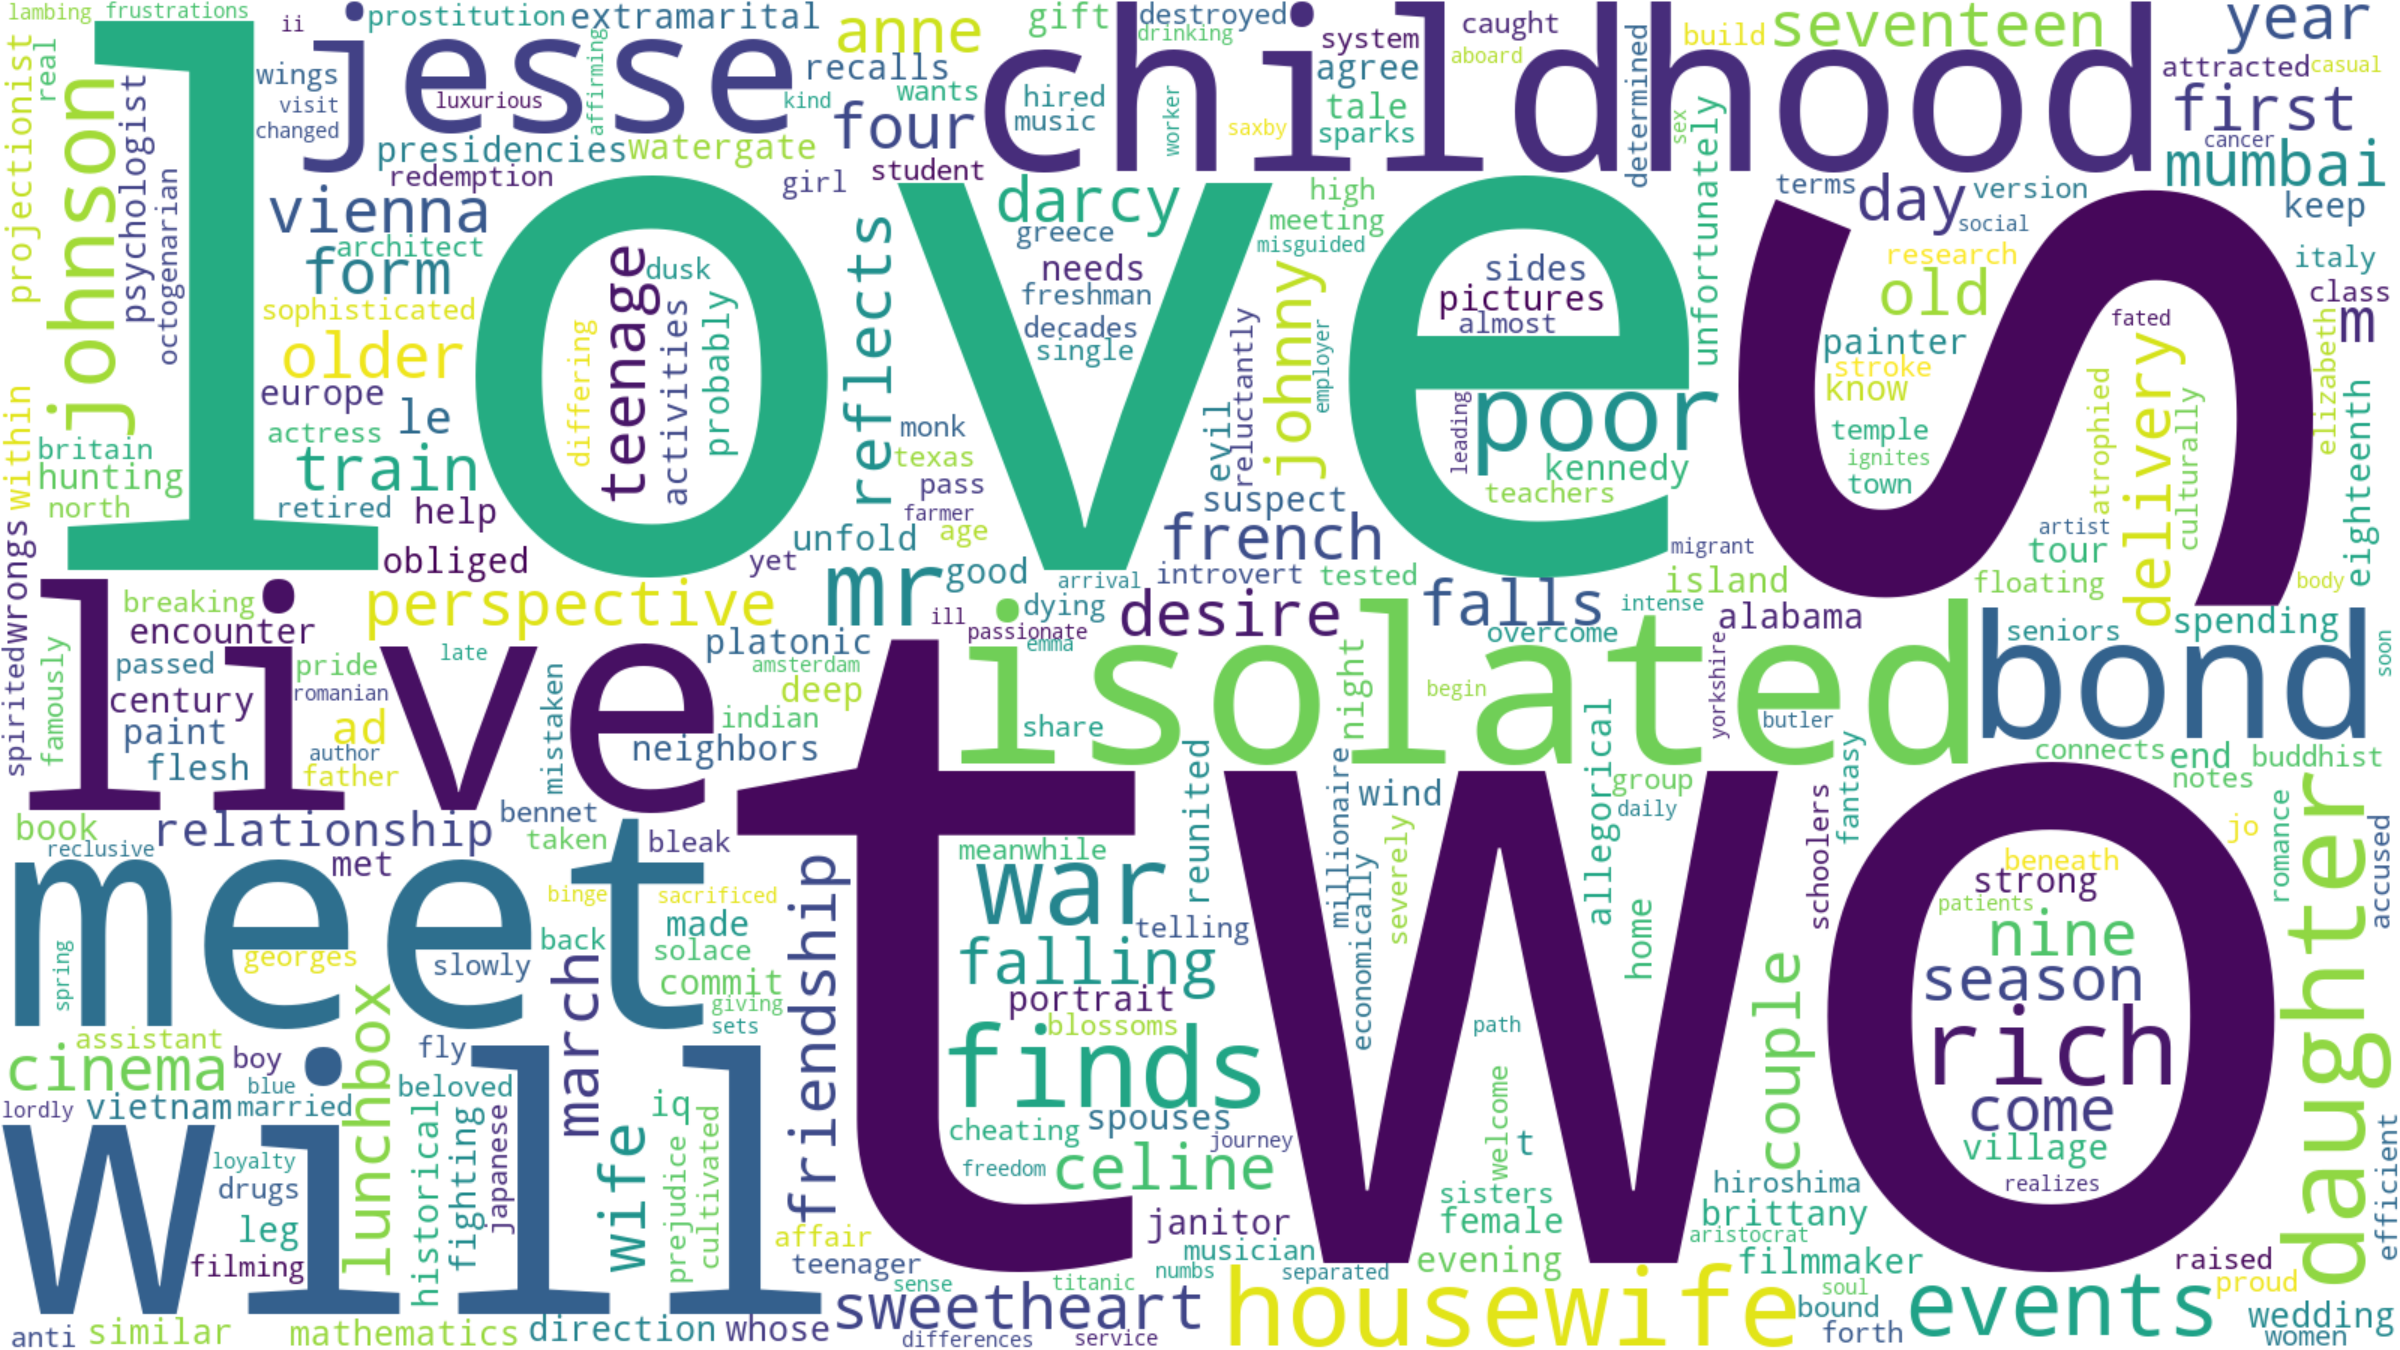 lambing frustrations
ii
prostitution extramarital
anne
gift
destroyed
drinking
caught
system
aboard
build
seventeen
year
projectionist
real
johnson
psychologist
octogenarian
wings
visit
changed
jesse
luxurious
affirming
recalls
kind
wants
four
childhood
hired
music
worker
saxby
agree
tale
sparks
determined
sex
unfortunately
attracted casual
first
cancer
mumbai
presidencies watergate
redemption
girl
student
vienna
architect
form
sophisticated
older
europe
le
actress
train
retired
help
obliged
love
s
teenage
dusk
differing
activities
probably
reflects
darcy
greece
needs
freshman
decades
single
high
meeting
misguided
johnny
employer
reluctantly
evil
sides
pictures
almost
leading
poor
kennedy
teachers
terms
day
version
social
keep
research
old
italy
class
m
fated
painter
stroke
know
temple
ignites
town
delivery
atrophied
culturally
elizabeth
eighteenth
within
britain
hunting
north
monk
texas
pass
farmer
age
unfold
yet
suspect
french
migrant
artist
tour
floating
body
spiritedwrongs
breaking
encounter
passed
century
paint
flesh
famously
live
late
pride
romanian
ad
author
father
perspective
mr
good
arrival
introvert
tested
ill
dying
passionate
emma
desire
falls
intense
overcome
island
alabama
seniors
spending
soon
platonic
amsterdam
deep
indian
neighbors
mistaken
isolated
share
night
begin
yorkshire
butler
bond
connects
end
buddhist
notes
book
relationship
bennet
taken
bleak
reclusive
met
meet
spring
georges
slowly
binge
sacrificed
made
back
solace
commit
giving
sets
friendship
march
two
meanwhile
war
telling
reunited
falling
portrait
blossoms
finds
millionaire
economically
wind
severely
allegorical
group
daily
home
path
schoolers
fantasy
couple
beneath
strong
patients
nine
season
rich
come
village
realizes
jo
romance
accused
daughter
efficient
assistant
cinema
boy
blue
fly
beloved
lordly
vietnam
married
will
loyalty
drugs
leg
filming
lunchbox
historical
fighting
japanese
wife
iq
prejudice
cultivated
cheating
spouses
journey
freedom
celine
welcome
t
sisters
female
hiroshima
brittany
aristocrat
affair
teenager
janitor
musician
numbs
separated
evening
filmmaker
raised
proud
sense
titanic
sweetheart
housewife
soul
bound
forth
events
wedding
women
anti
similar
mathematics
direction
whose
differences
service